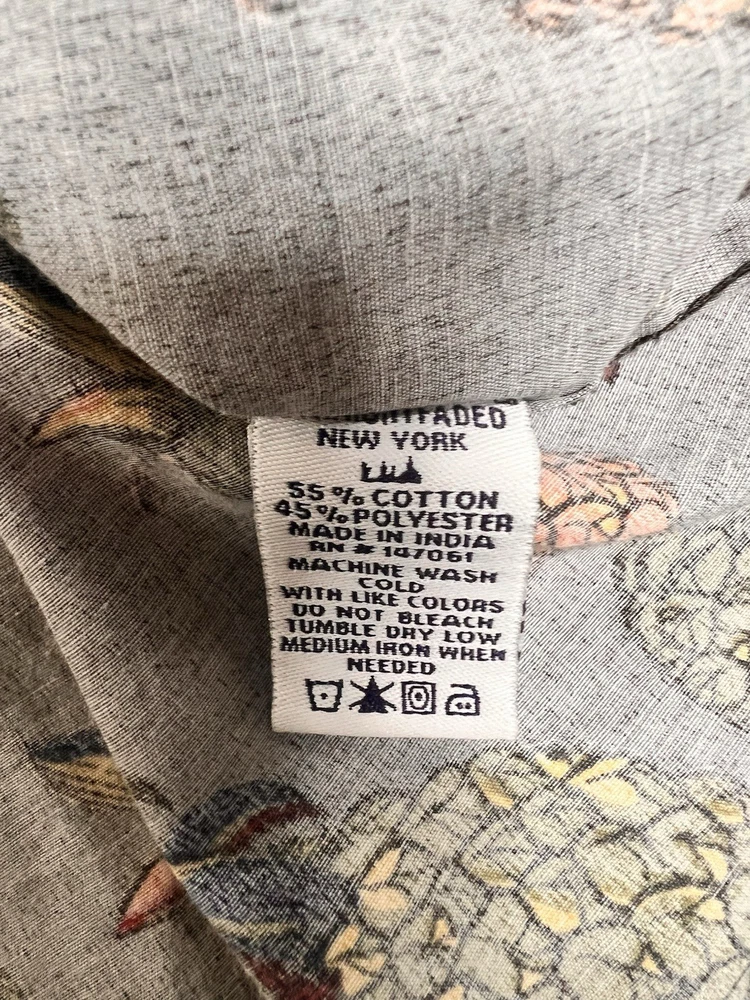 NEW YORK
55% COTTON
45% POLYESTER
MADE IN INDIA
RN # 147061
MACHINE WASH
COLD
WITH LIKE COLORS
DO NOT BLEACH
TUMBLE DRY LOW
MEDIUM IRON WHEN
NEEDED